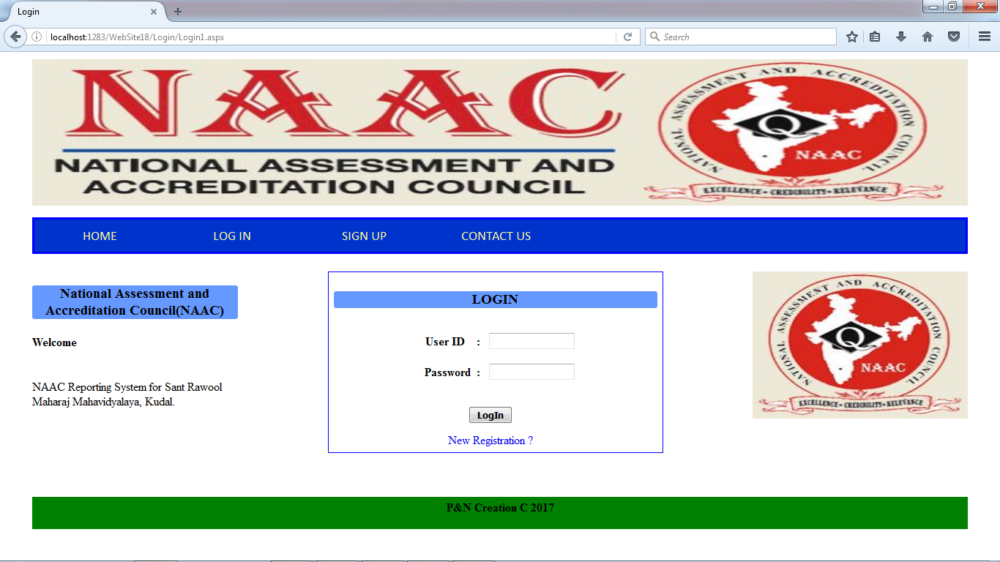 Login
localhost:1283/WebSite18/Login/Login1.aspx
Search
NAAC
NATIONAL ASSESSMENT AND
ACCREDITATION COUNCIL
NATIONAL ASSESSMENT AND ACCREDITATION COUNCIL
Q
NAAC
EXCELLENCE • CREDIBILITY • RELEVANCE
HOME LOG IN SIGN UP CONTACT US
National Assessment and
Accreditation Council(NAAC)
Welcome
NAAC Reporting System for Sant Rawool
Maharaj Mahavidyalaya, Kudal.
LOGIN
User ID :
Password :
LogIn
New Registration ?
NATIONAL ASSESSMENT AND ACCREDITATION COUNCIL
Q
NAAC
EXCELLENCE • CREDIBILITY • RELEVANCE
P&N Creation C 2017